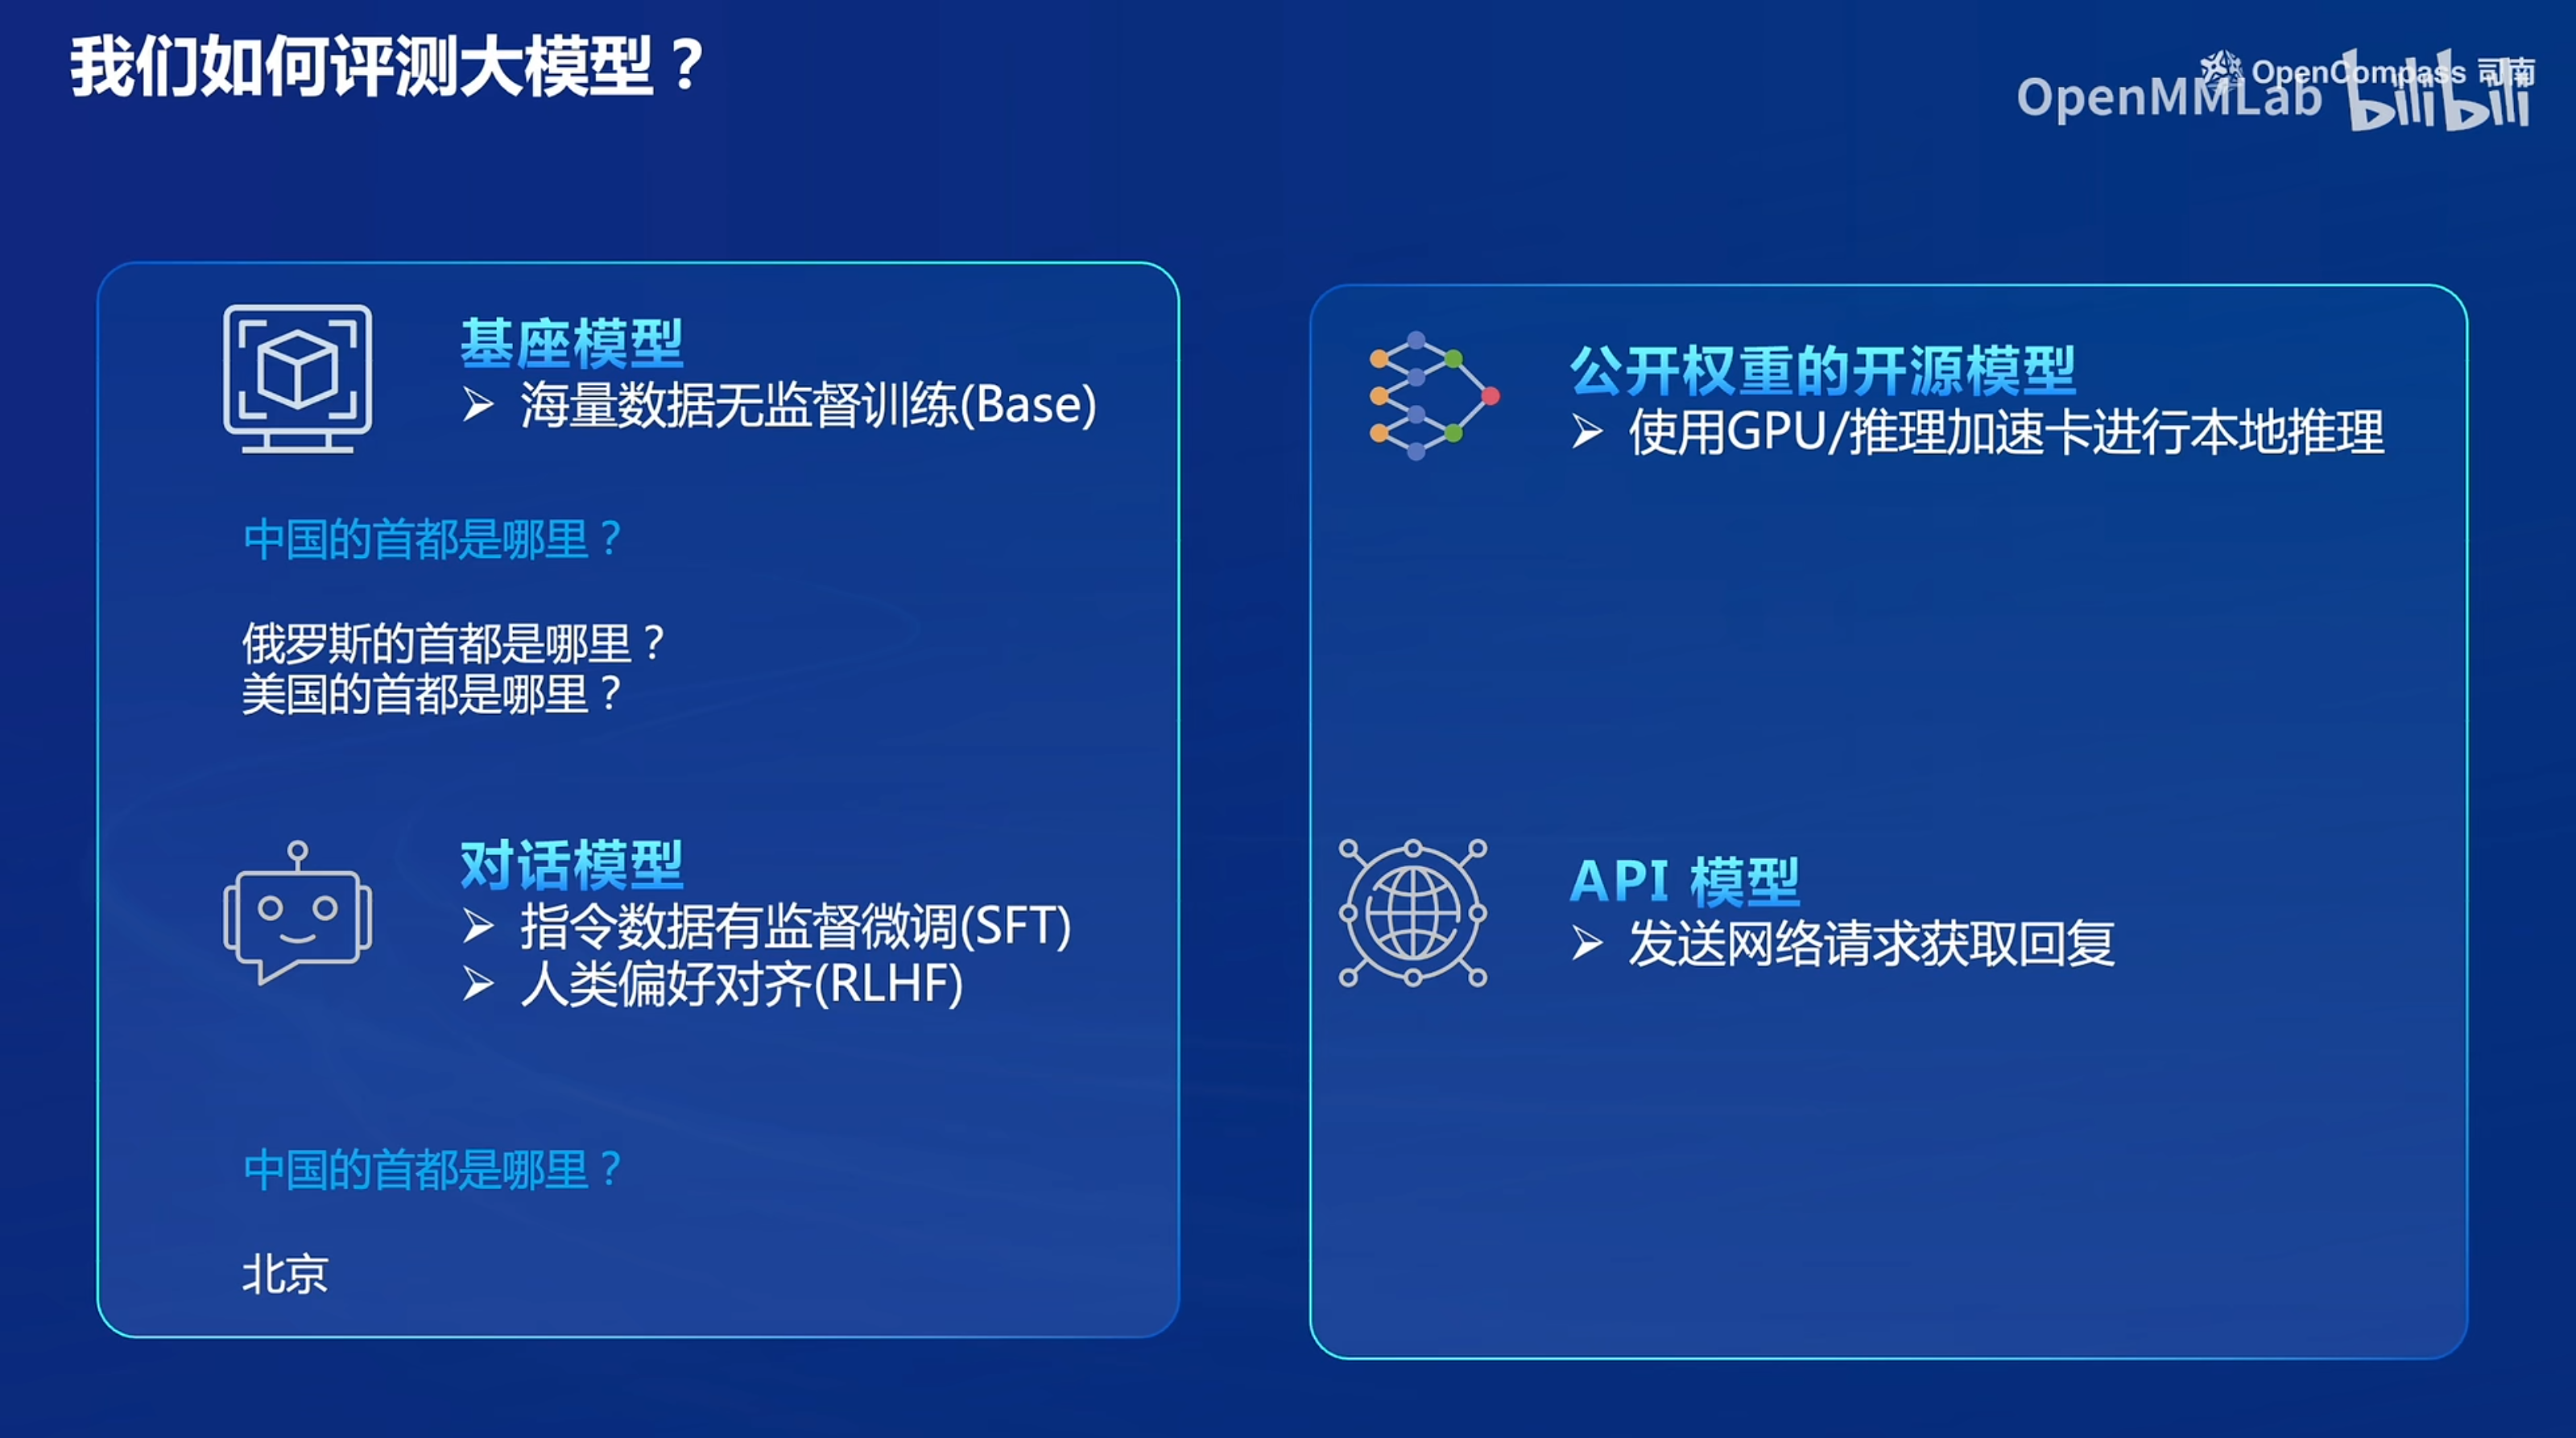 我们如何评测大模型？
OpenCompass 司南
OpenMMLab bilibili
基座模型
➢ 海量数据无监督训练(Base)
中国的首都是哪里？
俄罗斯的首都是哪里？
美国的首都是哪里？
对话模型
➢ 指令数据有监督微调(SFT)
➢ 人类偏好对齐(RLHF)
中国的首都是哪里？
北京
公开权重的开源模型
➢ 使用GPU/推理加速卡进行本地推理
API 模型
➢ 发送网络请求获取回复